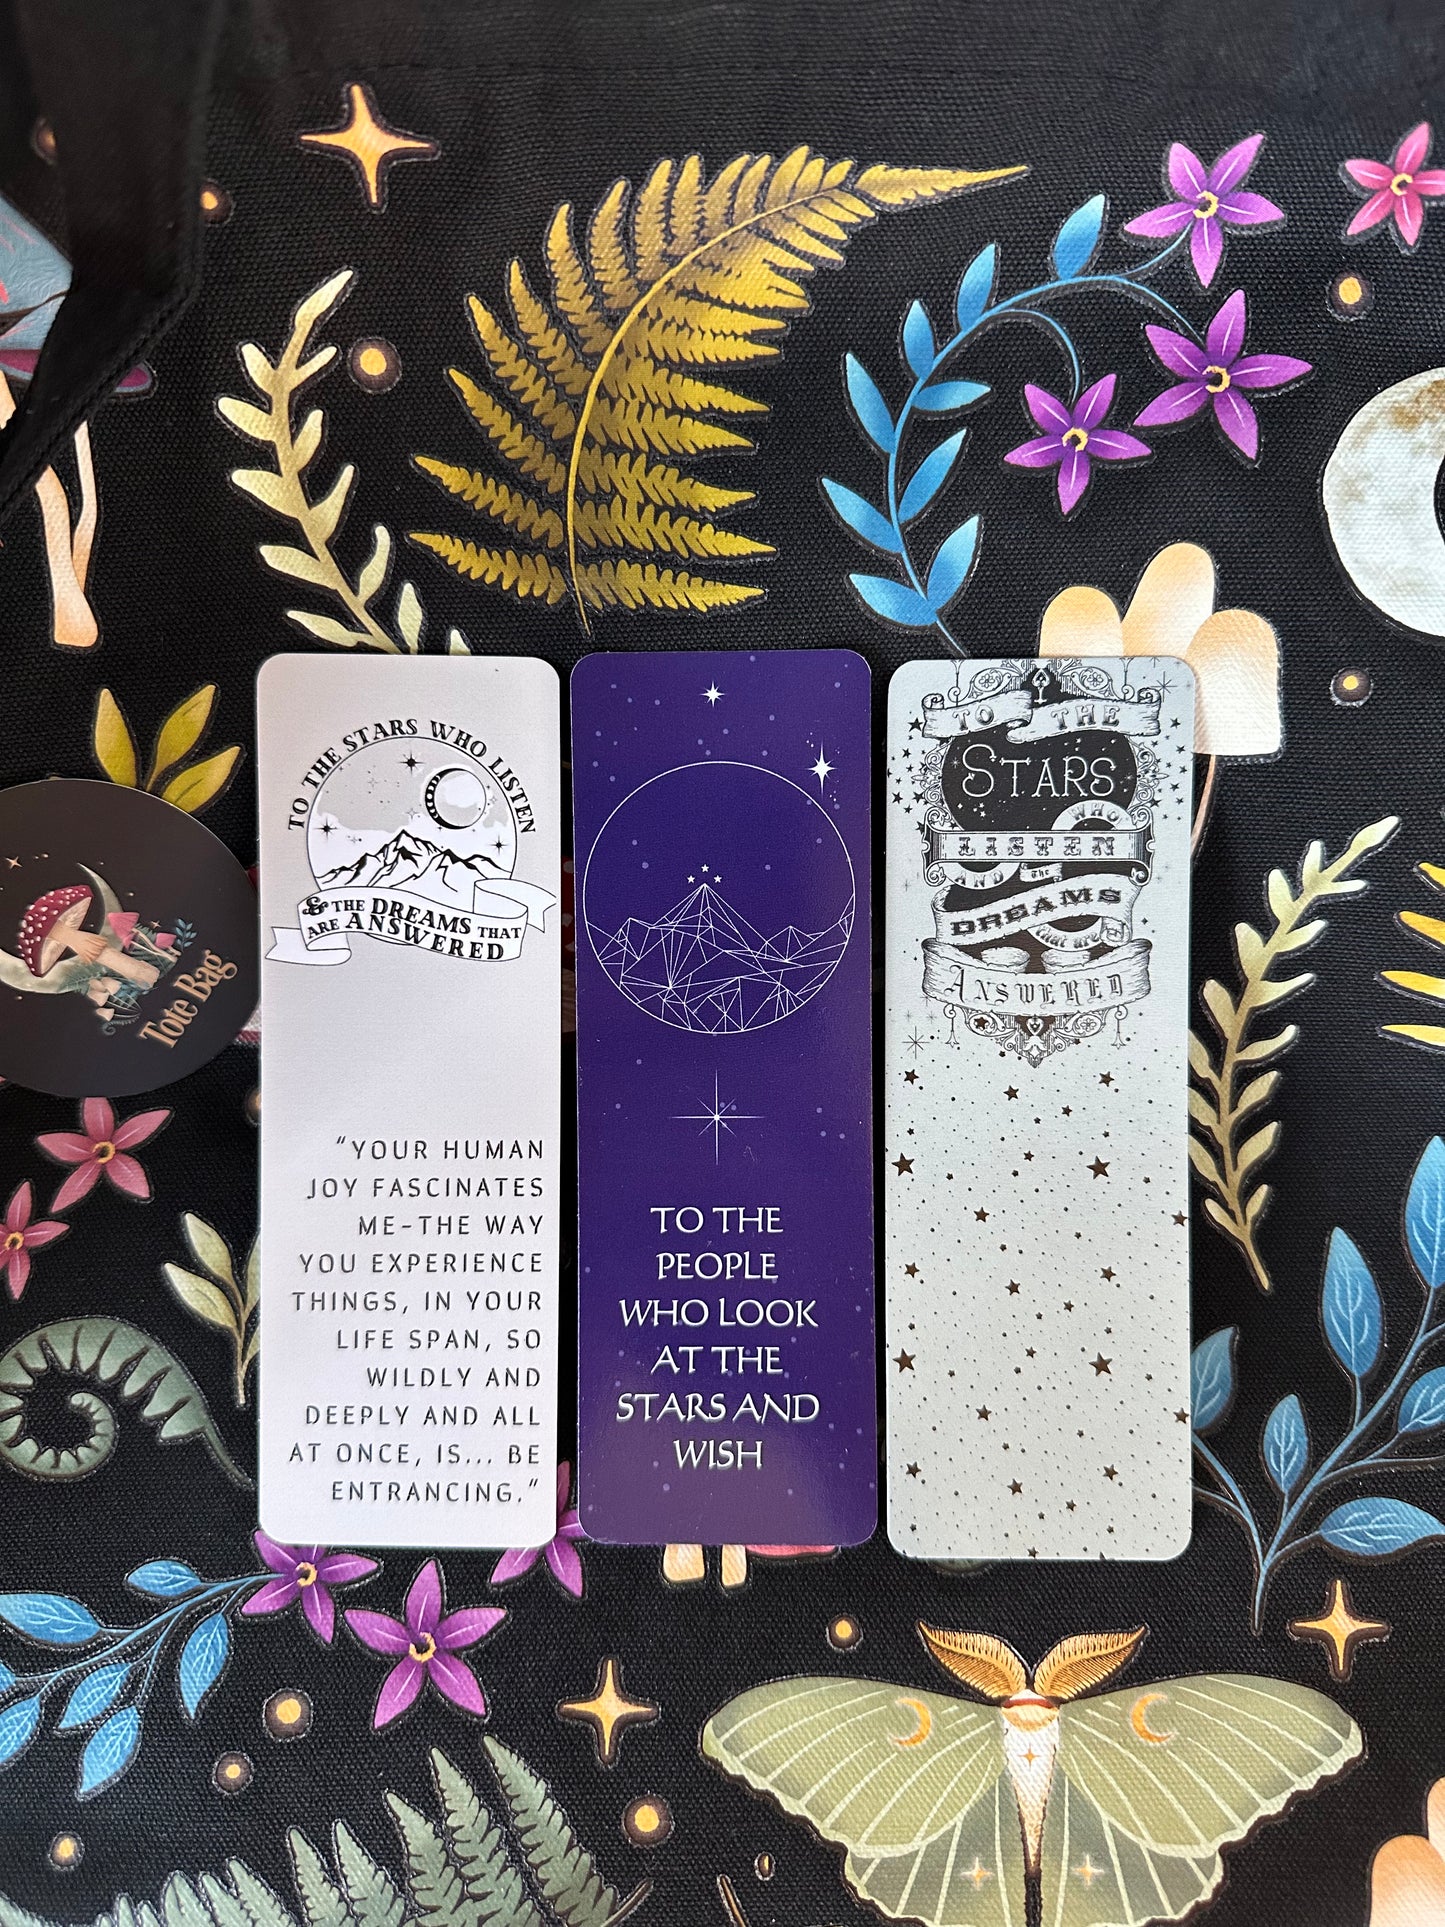 TO THE STARS WHO LISTEN
& THE DREAMS THAT
ARE ANSWERED
"YOUR HUMAN
JOY FASCINATES
ME-THE WAY
YOU EXPERIENCE
THINGS, IN YOUR
LIFE SPAN, SO
WILDLY AND
DEEPLY AND ALL
AT ONCE, IS... BE
ENTRANCING."
TO THE
PEOPLE
WHO LOOK
AT THE
STARS AND
WISH
TO THE
STARS
WHO
LISTEN
AND The
DREAMS
that are
ANSWERED
Tote Bag